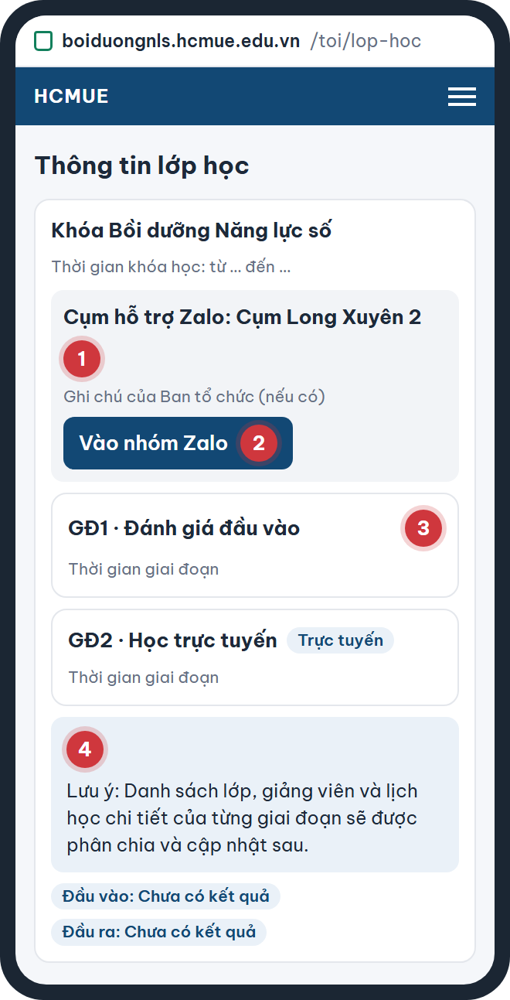 boiduongnls.hcmue.edu.vn /toi/lop-hoc
HCMUE
Thông tin lớp học
Khóa Bồi dưỡng Năng lực số
Thời gian khóa học: từ ... đến ...
Cụm hỗ trợ Zalo: Cụm Long Xuyên 2
1
Ghi chú của Ban tổ chức (nếu có)
Vào nhóm Zalo 2
GĐ1 · Đánh giá đầu vào 3
Thời gian giai đoạn
GĐ2 · Học trực tuyến Trực tuyến
Thời gian giai đoạn
4
Lưu ý: Danh sách lớp, giảng viên và lịch
học chi tiết của từng giai đoạn sẽ được
phân chia và cập nhật sau.
Đầu vào: Chưa có kết quả
Đầu ra: Chưa có kết quả